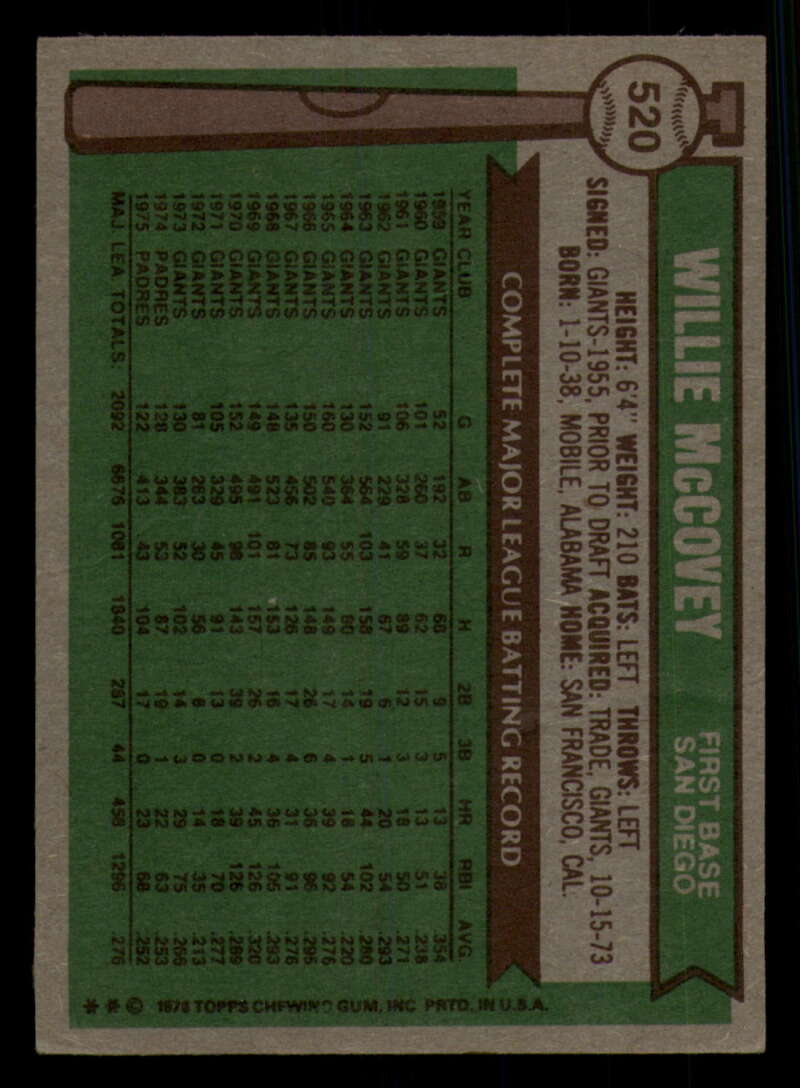 520
WILLIE McCOVEY
FIRST BASE
SAN DIEGO
HEIGHT: 6'4" WEIGHT: 210 BATS: LEFT THROWS: LEFT
SIGNED: GIANTS-1955, PRIOR TO DRAFT ACQUIRED: TRADE, GIANTS, 10-15-73
BORN: 1-10-38, MOBILE, ALABAMA HOME: SAN FRANCISCO, CAL.
COMPLETE MAJOR LEAGUE BATTING RECORD
YEAR CLUB G AB R H 2B 3B HR RBI AVG.
1959 GIANTS 52 192 32 68 9 5 13 38 .354
1960 GIANTS 101 260 37 62 15 3 13 51 .238
1961 GIANTS 106 328 59 89 12 3 18 50 .271
1962 GIANTS 91 229 41 67 6 1 20 54 .293
1963 GIANTS 152 564 103 158 19 5 44 102 .280
1964 GIANTS 130 364 55 80 14 1 18 54 .220
1965 GIANTS 160 540 93 149 17 4 39 92 .276
1966 GIANTS 150 502 85 148 26 6 36 96 .295
1967 GIANTS 135 456 73 126 17 4 31 91 .276
1968 GIANTS 148 523 81 153 16 4 36 105 .293
1969 GIANTS 149 491 101 157 26 2 45 126 .320
1970 GIANTS 152 495 98 143 39 2 39 126 .289
1971 GIANTS 105 329 45 91 13 0 18 70 .277
1972 GIANTS 81 263 30 56 8 0 14 35 .213
1973 GIANTS 130 383 52 102 14 3 29 75 .266
1974 PADRES 128 344 53 87 19 1 22 63 .253
1975 PADRES 122 413 43 104 17 0 23 68 .252
MAJ. LEA. TOTALS. 2092 6676 1081 1840 287 44 458 1296 .276
** © 1976 TOPPS CHEWING GUM, INC. PRTD. IN U.S.A.